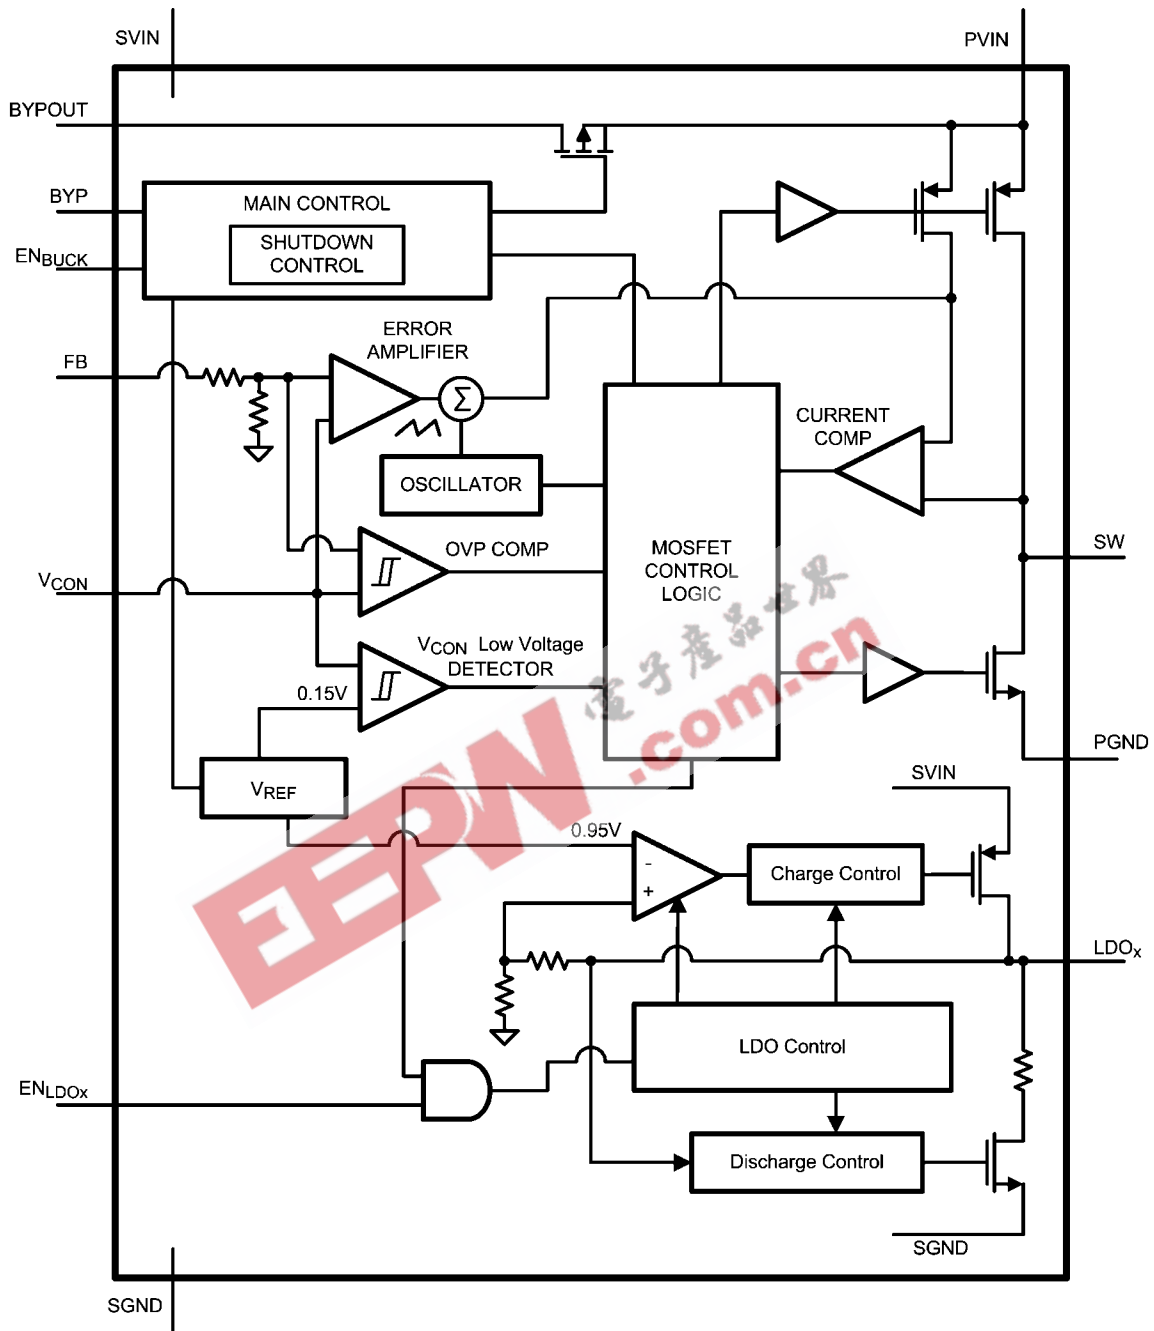 SVIN
PVIN
BYPOUT
BYP
MAIN CONTROL
SHUTDOWN
CONTROL
ENBUCK
ERROR
AMPLIFIER
FB
Σ
CURRENT
COMP
OSCILLATOR
OVP COMP
MOSFET
CONTROL
LOGIC
SW
VCON
VCON Low Voltage
DETECTOR
0.15V
電子產品世界
EEPW.com.cn
PGND
VREF
SVIN
0.95V
-
+
Charge Control
LDOx
LDO Control
ENLDOx
Discharge Control
SGND
SGND